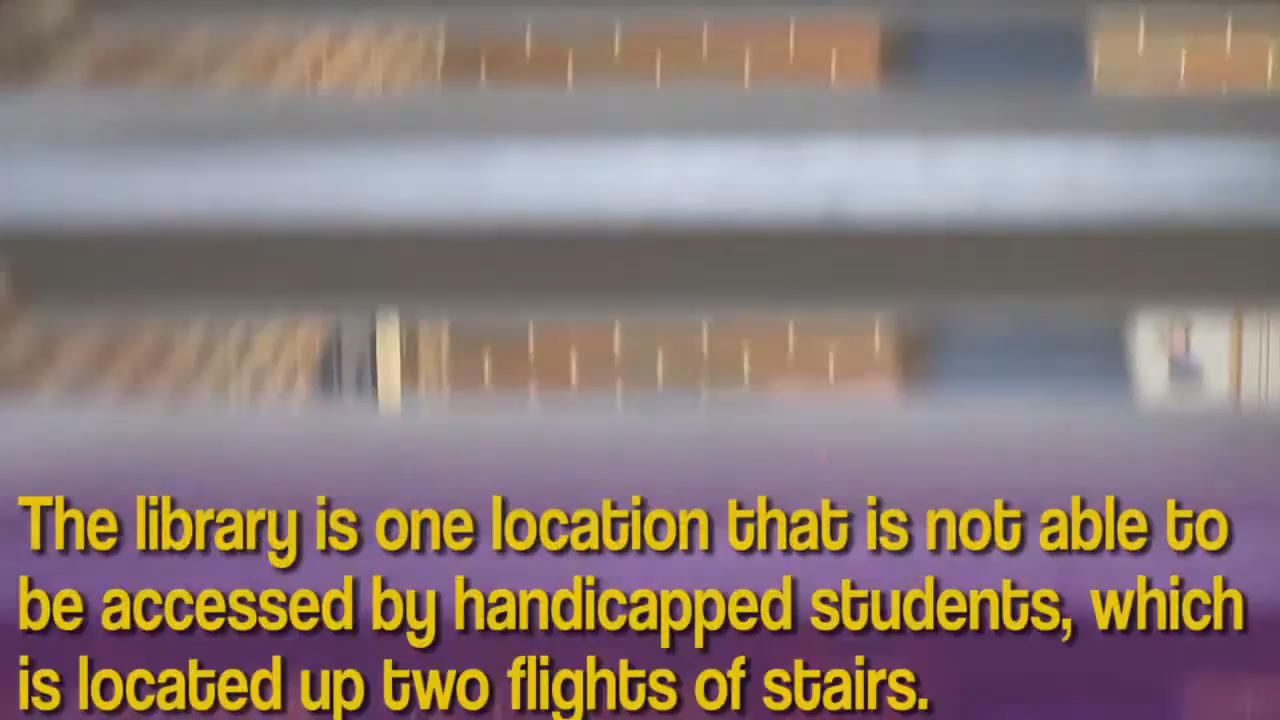 The library is one location that is not able to
be accessed by handicapped students, which
is located up two flights of stairs.